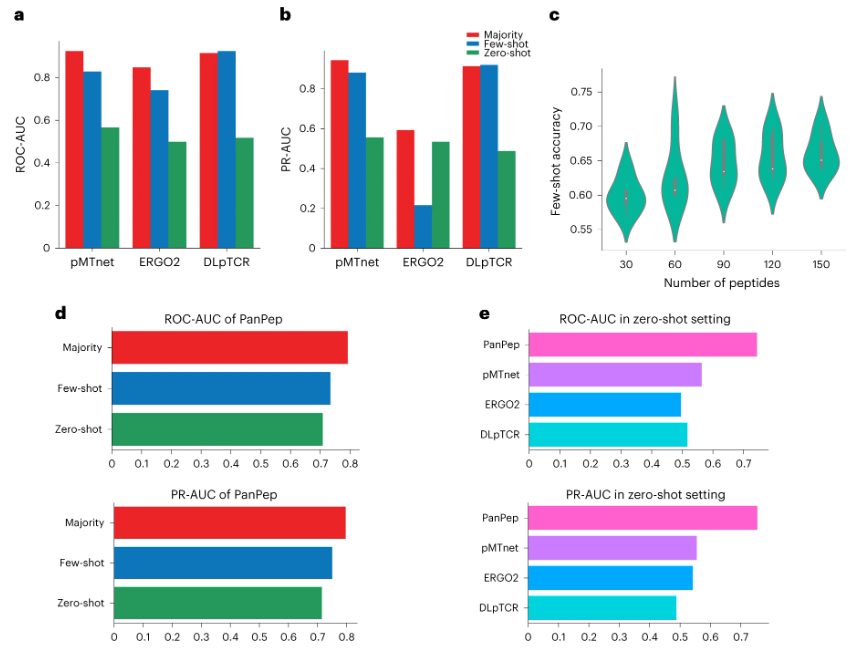 a
ROC-AUC
0.8
0.6
0.4
0.2
0
pMTnet ERGO2 DLpTCR
b
Majority
Few-shot
Zero-shot
PR-AUC
0.8
0.6
0.4
0.2
0
pMTnet ERGO2 DLpTCR
c
Few-shot accuracy
0.75
0.70
0.65
0.60
0.55
30 60 90 120 150
Number of peptides
d
ROC-AUC of PanPep
Majority
Few-shot
Zero-shot
0 0.1 0.2 0.3 0.4 0.5 0.6 0.7 0.8
PR-AUC of PanPep
Majority
Few-shot
Zero-shot
0 0.1 0.2 0.3 0.4 0.5 0.6 0.7 0.8
e
ROC-AUC in zero-shot setting
PanPep
pMTnet
ERGO2
DLpTCR
0 0.1 0.2 0.3 0.4 0.5 0.6 0.7
PR-AUC in zero-shot setting
PanPep
pMTnet
ERGO2
DLpTCR
0 0.1 0.2 0.3 0.4 0.5 0.6 0.7